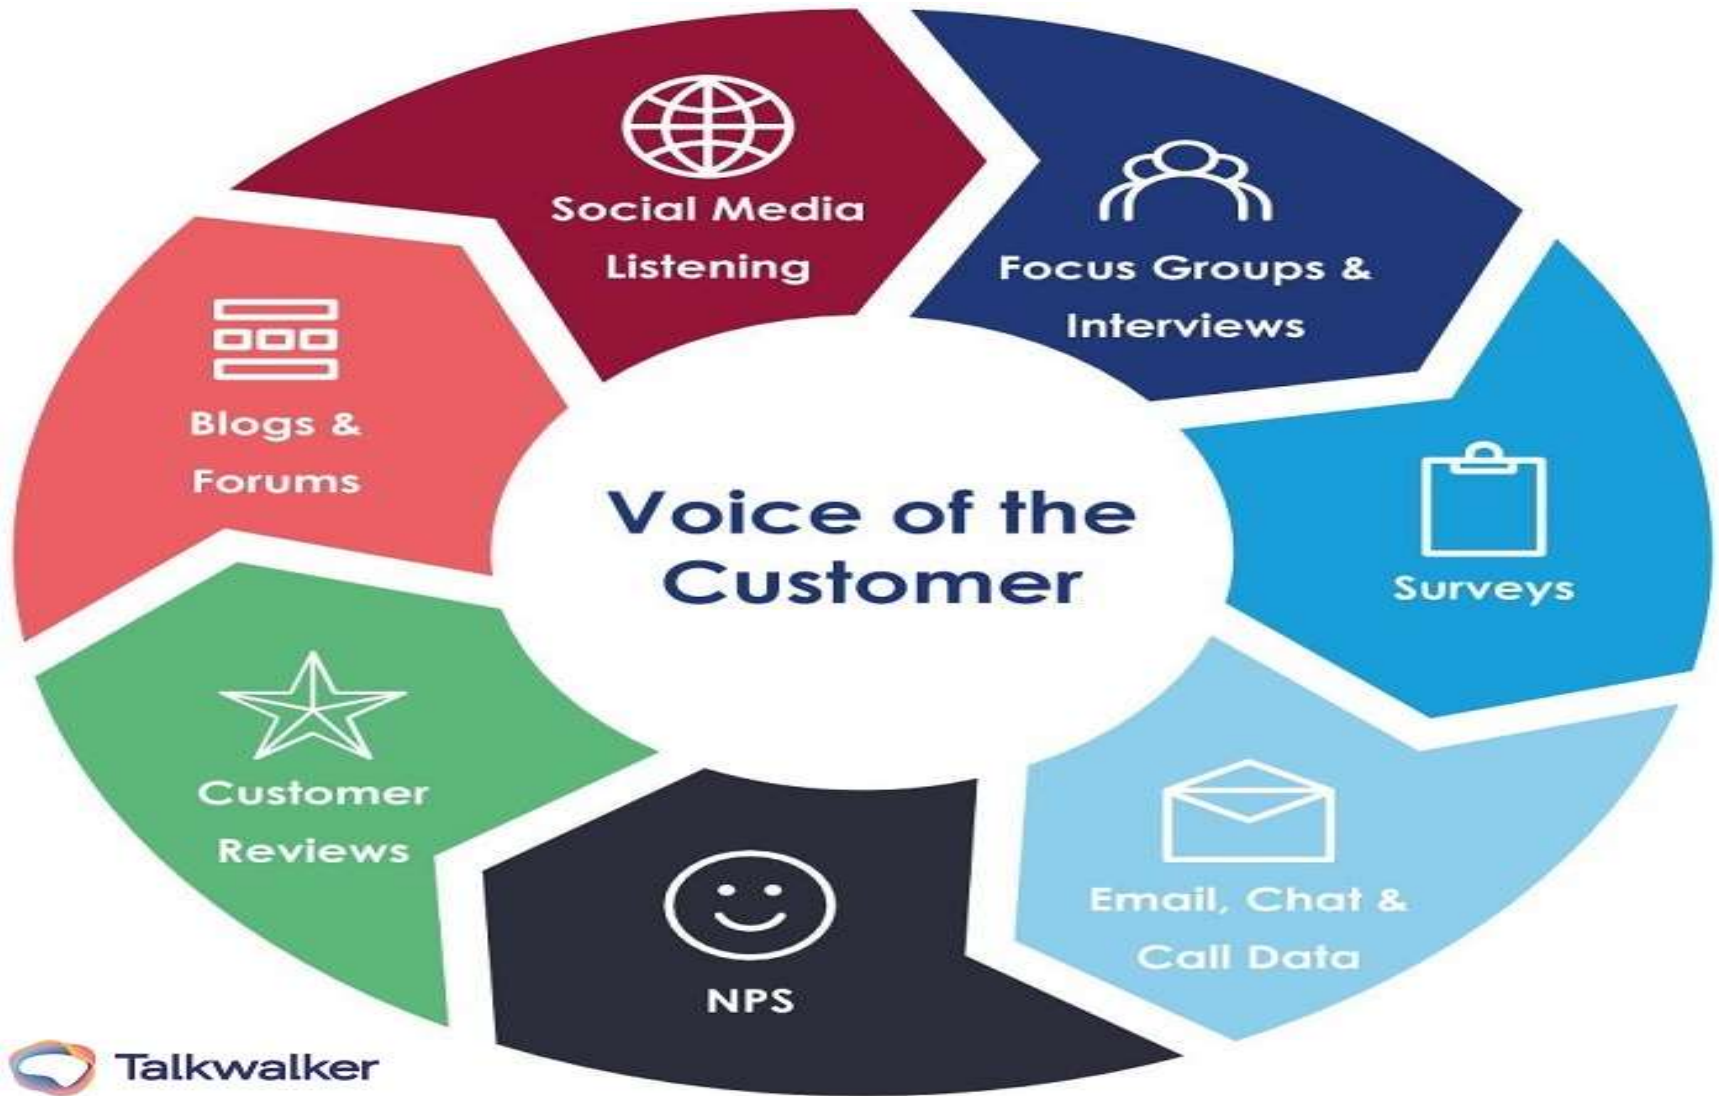 Social Media
Listening
Focus Groups &
Interviews
Surveys
Email, Chat &
Call Data
NPS
Customer
Reviews
Blogs &
Forums
Voice of the
Customer
Talkwalker